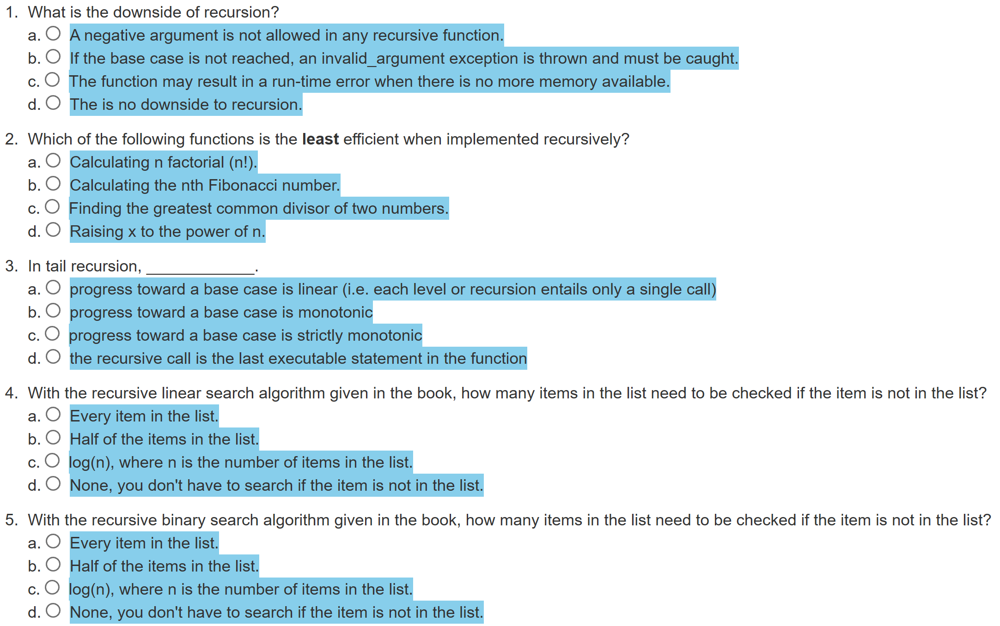 1. What is the downside of recursion?
a. A negative argument is not allowed in any recursive function.
b. If the base case is not reached, an invalid_argument exception is thrown and must be caught.
c. The function may result in a run-time error when there is no more memory available.
d. The is no downside to recursion.
2. Which of the following functions is the least efficient when implemented recursively?
a. Calculating n factorial (n!).
b. Calculating the nth Fibonacci number.
c. Finding the greatest common divisor of two numbers.
d. Raising x to the power of n.
3. In tail recursion, ____________.
a. progress toward a base case is linear (i.e. each level or recursion entails only a single call)
b. progress toward a base case is monotonic
c. progress toward a base case is strictly monotonic
d. the recursive call is the last executable statement in the function
4. With the recursive linear search algorithm given in the book, how many items in the list need to be checked if the item is not in the list?
a. Every item in the list.
b. Half of the items in the list.
c. log(n), where n is the number of items in the list.
d. None, you don't have to search if the item is not in the list.
5. With the recursive binary search algorithm given in the book, how many items in the list need to be checked if the item is not in the list?
a. Every item in the list.
b. Half of the items in the list.
c. log(n), where n is the number of items in the list.
d. None, you don't have to search if the item is not in the list.